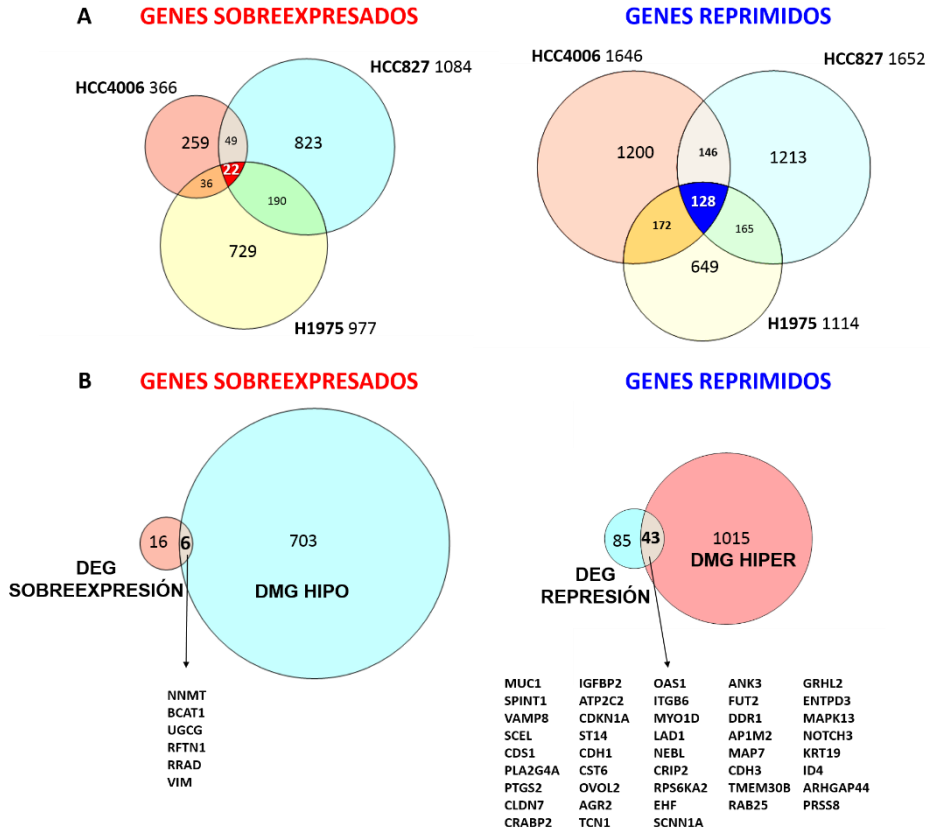 A
GENES SOBREEXPRESADOS
HCC4006 366
HCC827 1084
259
49
823
22
36
190
729
H1975 977
GENES REPRIMIDOS
HCC4006 1646
HCC827 1652
1200
146
1213
128
172
165
649
H1975 1114
B
GENES SOBREEXPRESADOS
16
6
703
DEG
SOBREEXPRESIÓN
DMG HIPO
NNMT
BCAT1
UGCG
RFTN1
RRAD
VIM
GENES REPRIMIDOS
85
43
1015
DMG HIPER
DEG
REPRESIÓN
MUC1 IGFBP2 OAS1 ANK3 GRHL2
SPINT1 ATP2C2 ITGB6 FUT2 ENTPD3
VAMP8 CDKN1A MYO1D DDR1 MAPK13
SCEL ST14 LAD1 AP1M2 NOTCH3
CDS1 CDH1 NEBL MAP7 KRT19
PLA2G4A CST6 CRIP2 CDH3 ID4
PTGS2 OVOL2 RPS6KA2 TMEM30B ARHGAP44
CLDN7 AGR2 EHF RAB25 PRSS8
CRABP2 TCN1 SCNN1A